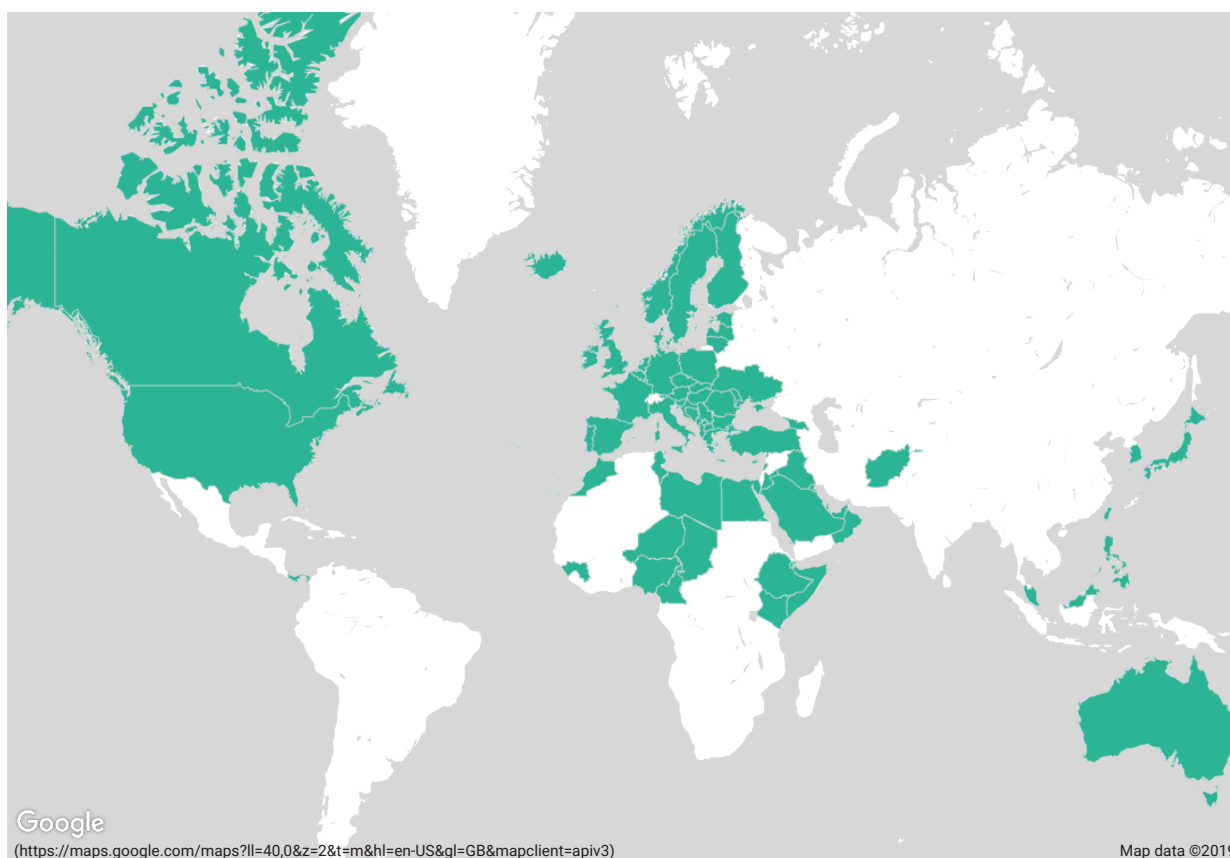 Google
(https://maps.google.com/maps?ll=40,0&z=2&t=m&hl=en-US&gl=GB&mapclient=apiv3)
Map data ©2019